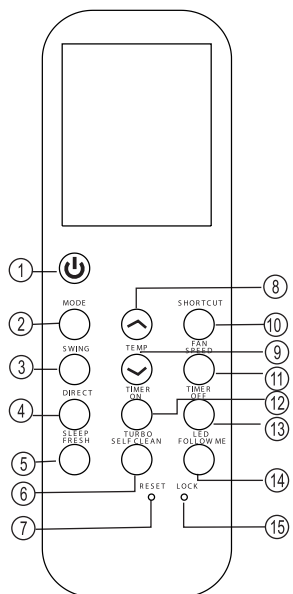 1
8
MODE
SHORTCUT
2
10
SWING
TEMP
FAN
SPEED
9
3
11
DIRECT
TIMER
ON
TIMER
OFF
12
4
13
SLEEP
FRESH
TURBO
SELF CLEAN
LED
FOLLOW ME
5
14
6
RESET
LOCK
7
15